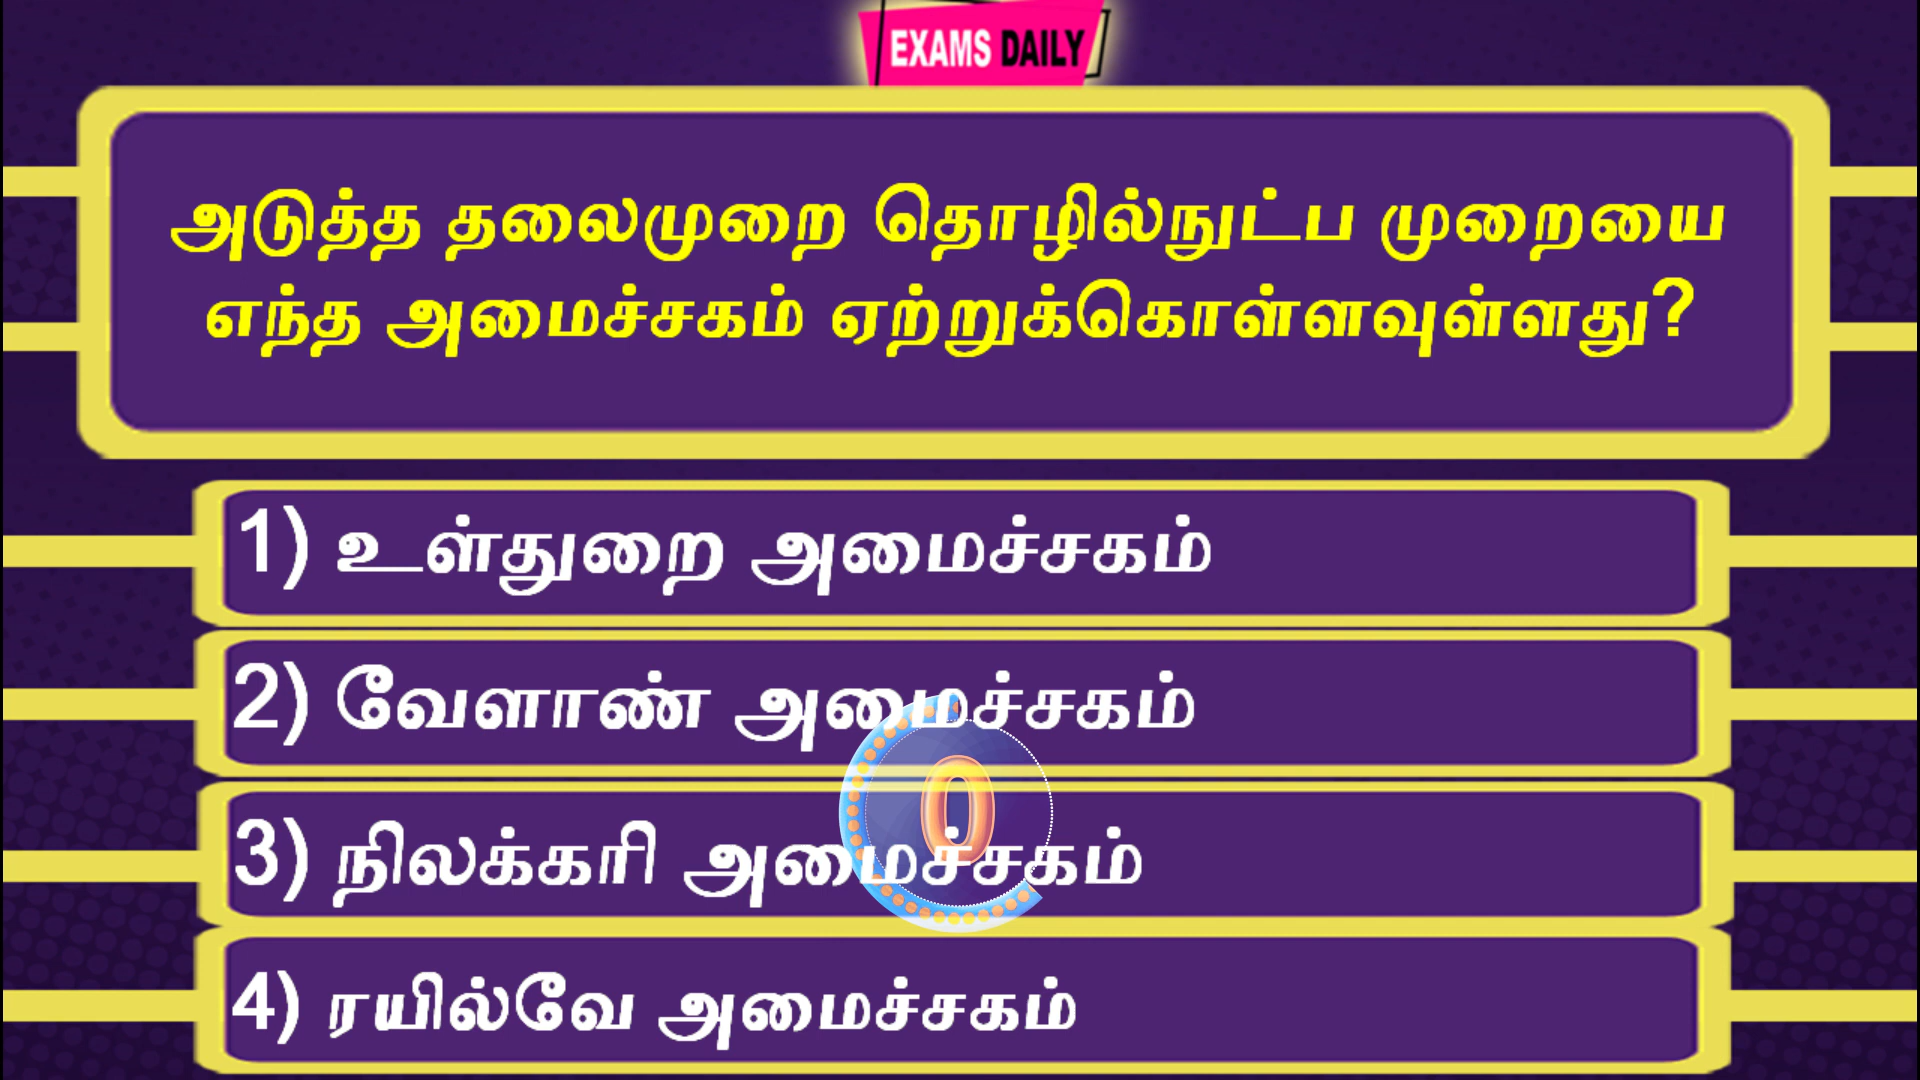 EXAMS DAILY
அடுத்த தலைமுறை தொழில்நுட்ப முறையை
எந்த அமைச்சகம் ஏற்றுக்கொள்ளவுள்ளது?
1) உள்துறை அமைச்சகம்
2) வேளாண் அமைச்சகம்
0
3) நிலக்கரி அமைச்சகம்
4) ரயில்வே அமைச்சகம்